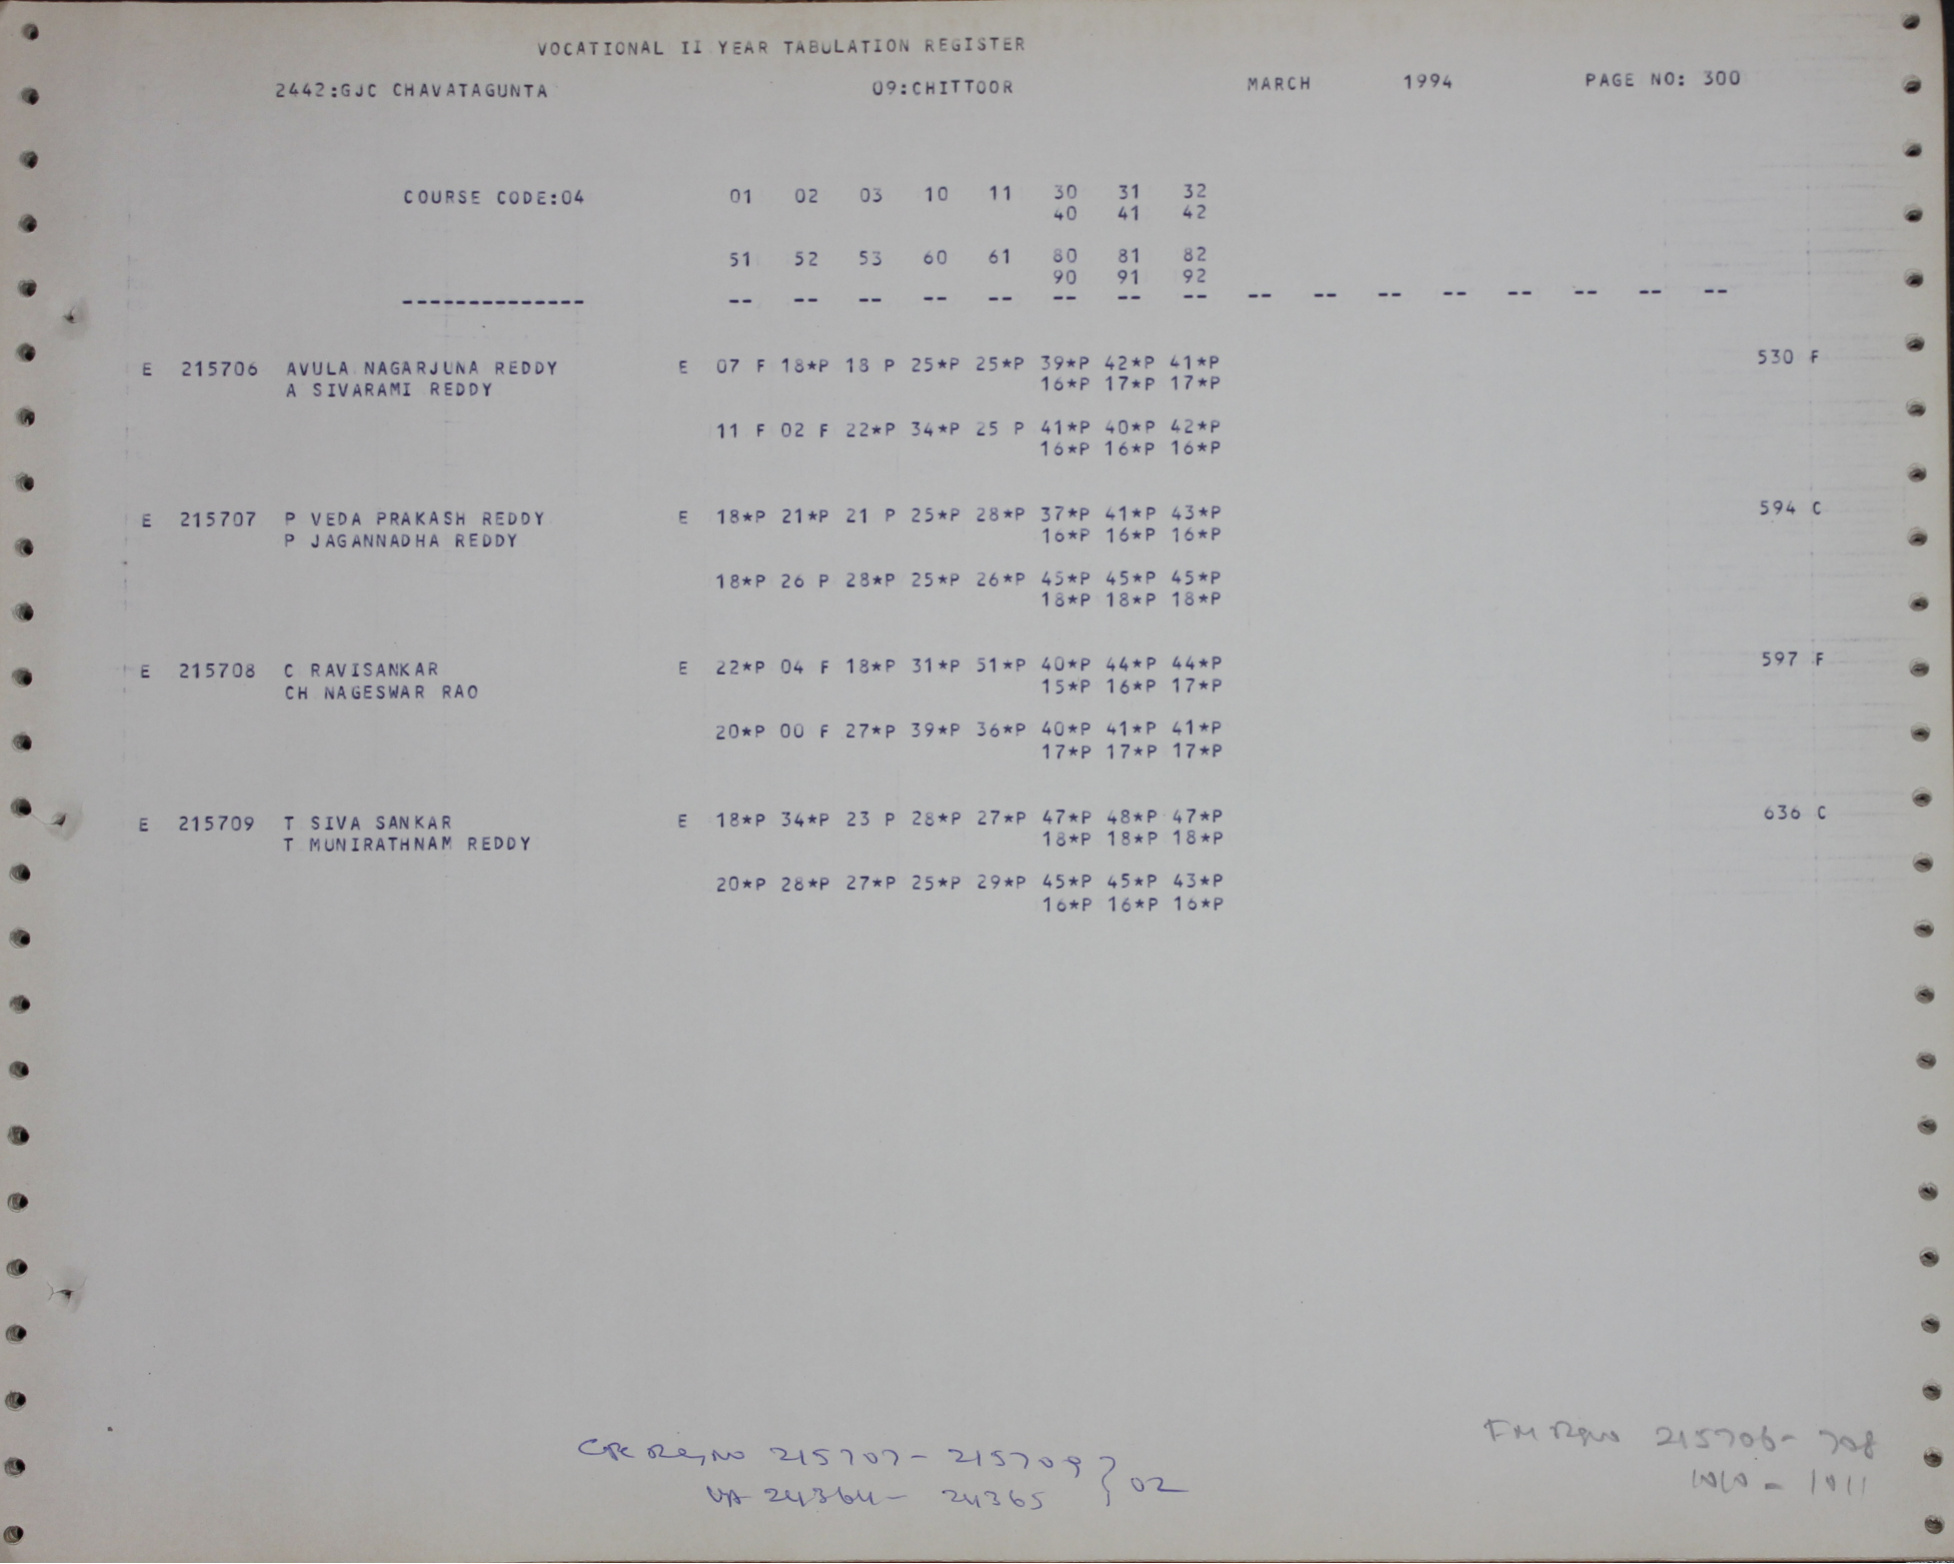 VOCATIONAL II YEAR TABULATION REGISTER
2442:GJC CHAVATAGUNTA 09:CHITTOOR MARCH 1994 PAGE NO: 300
COURSE CODE:04 01 02 03 10 11 30 31 32
40 41 42
51 52 53 60 61 80 81 82
90 91 92
-------------- -- -- -- -- -- -- -- -- -- -- -- -- -- -- -- --
E 215706 AVULA NAGARJUNA REDDY E 07 F 18*P 18 P 25*P 25*P 39*P 42*P 41*P 530 F
A SIVARAMI REDDY 16*P 17*P 17*P
11 F 02 F 22*P 34*P 25 P 41*P 40*P 42*P
16*P 16*P 16*P
E 215707 P VEDA PRAKASH REDDY E 18*P 21*P 21 P 25*P 28*P 37*P 41*P 43*P 594 C
P JAGANNADHA REDDY 16*P 16*P 16*P
18*P 26 P 28*P 25*P 26*P 45*P 45*P 45*P
18*P 18*P 18*P
E 215708 C RAVISANKAR E 22*P 04 F 18*P 31*P 51*P 40*P 44*P 44*P 597 F
CH NAGESWAR RAO 15*P 16*P 17*P
20*P 00 F 27*P 39*P 36*P 40*P 41*P 41*P
17*P 17*P 17*P
E 215709 T SIVA SANKAR E 18*P 34*P 23 P 28*P 27*P 47*P 48*P 47*P 636 C
T MUNIRATHNAM REDDY 18*P 18*P 18*P
20*P 28*P 27*P 25*P 29*P 45*P 45*P 43*P
16*P 16*P 16*P
215707 - 215709 } 02
24364 - 24365
215706 - 708
- 1011